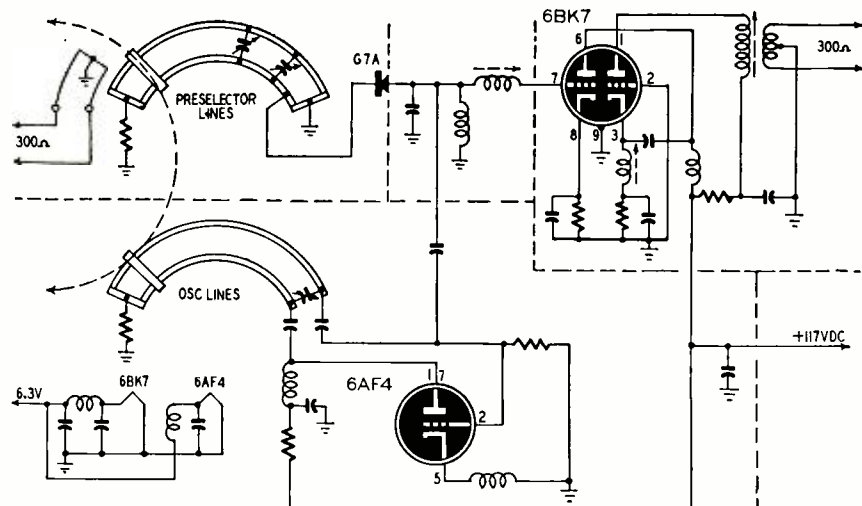 6BK7
6
1
G7A
7
2
300Ω
PRESELECTOR
LINES
8
9
3
300Ω
OSC LINES
+117VDC
6BK7
6AF4
6.3V
6AF4
1
7
2
5